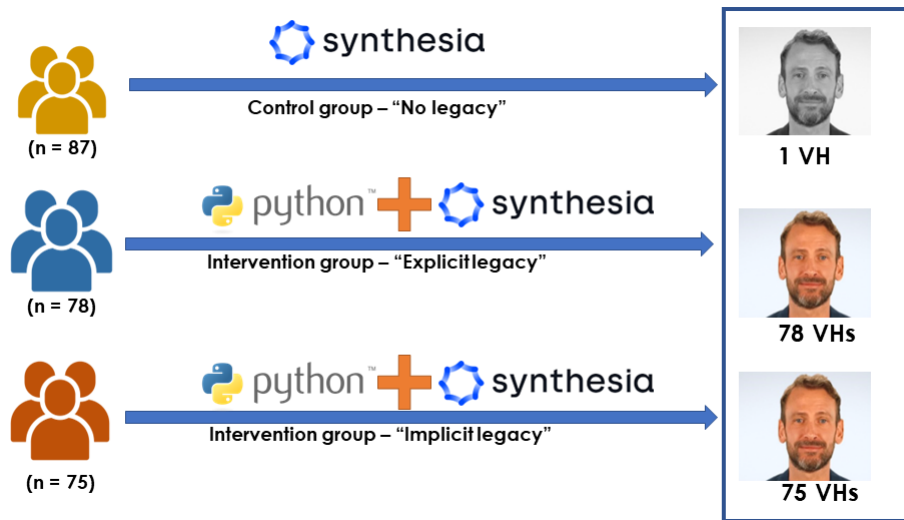 synthesia
Control group – “No legacy”
(n = 87)
1 VH
python™ synthesia
Intervention group – “Explicit legacy”
(n = 78)
78 VHs
python™ synthesia
Intervention group – “Implicit legacy”
(n = 75)
75 VHs